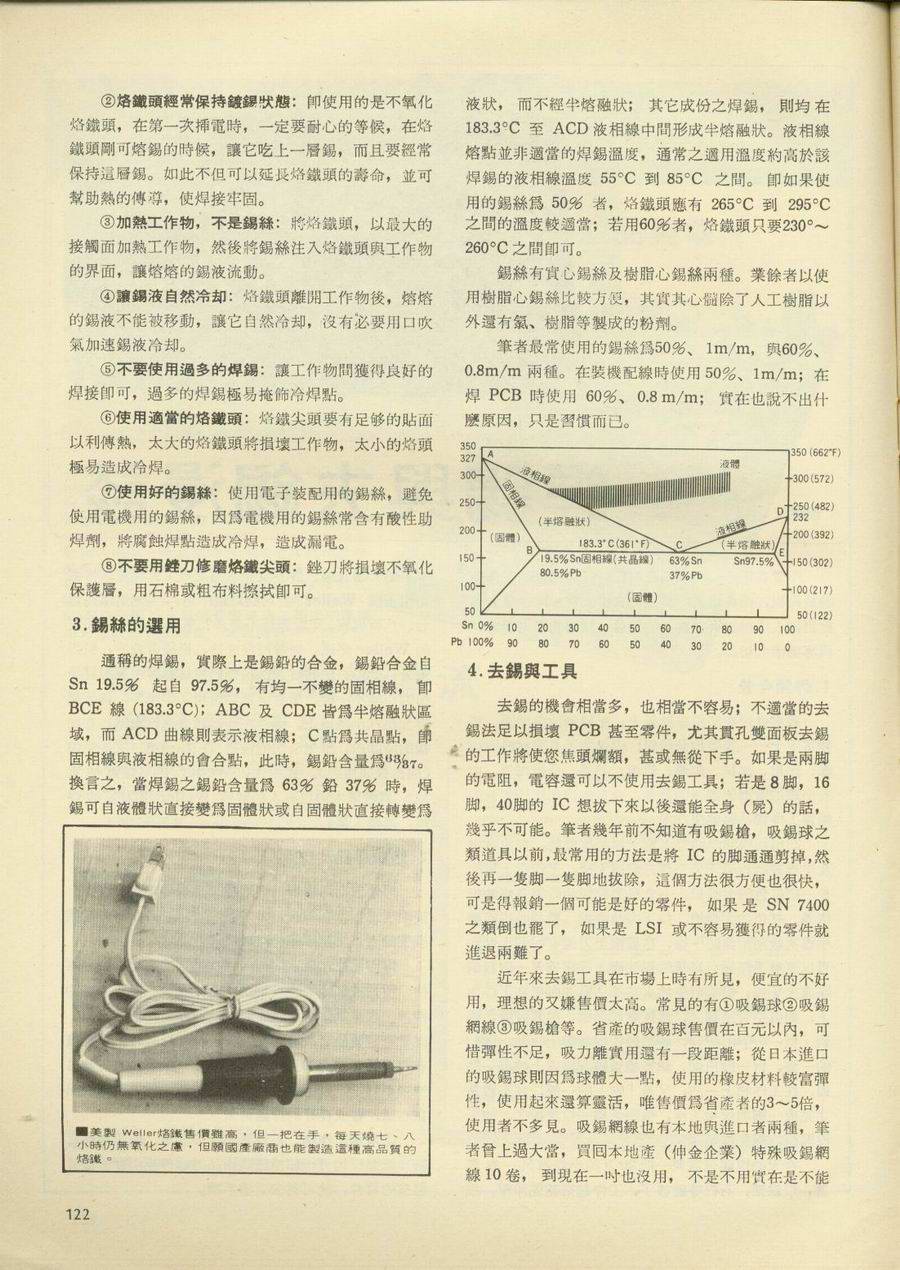 ②烙鐵頭經常保持鍍錫狀態：卽使用的是不氧化
烙鐵頭，在第一次揷電時，一定要耐心的等候，在烙
鐵頭剛可熔錫的時候，讓它吃上一層錫，而且要經常
保持這層錫。如此不但可以延長烙鐵頭的壽命，並可
幫助熱的傳導，使焊接牢固。
③加熱工作物，不是錫絲：將烙鐵頭，以最大的
接觸面加熱工作物，然後將錫絲注入烙鐵頭與工作物
的界面，讓熔熔的錫液流動。
④讓錫液自然冷却：烙鐵頭離開工作物後，熔熔
的錫液不能被移動，讓它自然冷却，沒有必要用口吹
氣加速錫液冷却。
⑤不要使用過多的焊錫：讓工作物間獲得良好的
焊接卽可，過多的焊錫極易掩飾冷焊點。
⑥使用適當的烙鐵頭：烙鐵尖頭要有足够的貼面
以利傳熱，太大的烙鐵頭將損壞工作物，太小的烙頭
極易造成冷焊。
⑦使用好的錫絲：使用電子裝配用的錫絲，避免
使用電機用的錫絲，因爲電機用的錫絲常含有酸性助
焊劑，將腐蝕焊點造成冷焊，造成漏電。
⑧不要用銼刀修磨烙鐵尖頭：銼刀將損壞不氧化
保護層，用石棉或粗布料擦拭卽可。
3.錫絲的選用
通稱的焊錫，實際上是錫鉛的合金，錫鉛合金自
Sn 19.5% 起自 97.5%，有均一不變的固相線，卽
BCE 線 (183.3°C)；ABC 及 CDE 皆爲半熔融狀區
域，而 ACD 曲線則表示液相線；C點爲共晶點，卽
固相線與液相線的會合點，此時，錫鉛含量爲63/37。
換言之，當焊錫之錫鉛含量爲 63% 鉛 37% 時，焊
錫可自液體狀直接變爲固體狀或自固體狀直接轉變爲
■美製 Weller烙鐵售價雖高，但一把在手，每天燒七、八
小時仍無氧化之慮，但願國產廠商也能製造這種高品質的
烙鐵。
122
液狀，而不經半熔融狀；其它成份之焊錫，則均在
183.3°C 至 ACD 液相線中間形成半熔融狀。液相線
熔點並非適當的焊錫溫度，通常之適用溫度約高於該
焊錫的液相線溫度 55°C 到 85°C 之間。卽如果使
用的錫絲爲 50% 者，烙鐵頭應有 265°C 到 295°C
之間的溫度較適當；若用60%者，烙鐵頭只要230°～
260°C 之間卽可。
錫絲有實心錫絲及樹脂心錫絲兩種。業餘者以使
用樹脂心錫絲比較方便，其實其心髓除了人工樹脂以
外還有氯、樹脂等製成的粉劑。
筆者最常使用的錫絲爲50%、1m/m，與60%、
0.8m/m 兩種。在裝機配線時使用 50%、1m/m；在
焊 PCB 時使用 60%、0.8 m/m；實在也說不出什
麼原因，只是習慣而已。
350
327
300
250
200
150
100
50
A
液相線
固相線
液體
(半熔融狀)
(固體)
B
183.3°C(361°F)
C
19.5%Sn固相線(共晶線)
80.5%Pb
63%Sn
37%Pb
液相線
(半熔融狀)
Sn97.5%
D
E
(固體)
350 (662°F)
300 (572)
250 (482)
232
200 (392)
150 (302)
100 (217)
50 (122)
Sn 0% 10 20 30 40 50 60 70 80 90 100
Pb 100% 90 80 70 60 50 40 30 20 10 0
4.去錫與工具
去錫的機會相當多，也相當不容易；不適當的去
錫法足以損壞 PCB 甚至零件，尤其貫孔雙面板去錫
的工作將使您焦頭爛額，甚或無從下手。如果是兩脚
的電阻，電容還可以不使用去錫工具；若是 8 脚，16
脚，40脚的 IC 想拔下來以後還能全身（屍）的話，
幾乎不可能。筆者幾年前不知道有吸錫槍，吸錫球之
類道具以前，最常用的方法是將 IC 的脚通通剪掉，然
後再一隻脚一隻脚地拔除，這個方法很方便也很快，
可是得報銷一個可能是好的零件，如果是 SN 7400
之類倒也罷了，如果是 LSI 或不容易獲得的零件就
進退兩難了。
近年來去錫工具在市場上時有所見，便宜的不好
用，理想的又嫌售價太高。常見的有①吸錫球②吸錫
網線③吸錫槍等。省產的吸錫球售價在百元以內，可
惜彈性不足，吸力離實用還有一段距離；從日本進口
的吸錫球則因爲球體大一點，使用的橡皮材料較富彈
性，使用起來還算靈活，唯售價爲省產者的3～5倍，
使用者不多見。吸錫網線也有本地與進口者兩種，筆
者曾上過大當，買回本地產（仲金企業）特殊吸錫網
線 10 卷，到現在一吋也沒用，不是不用實在是不能